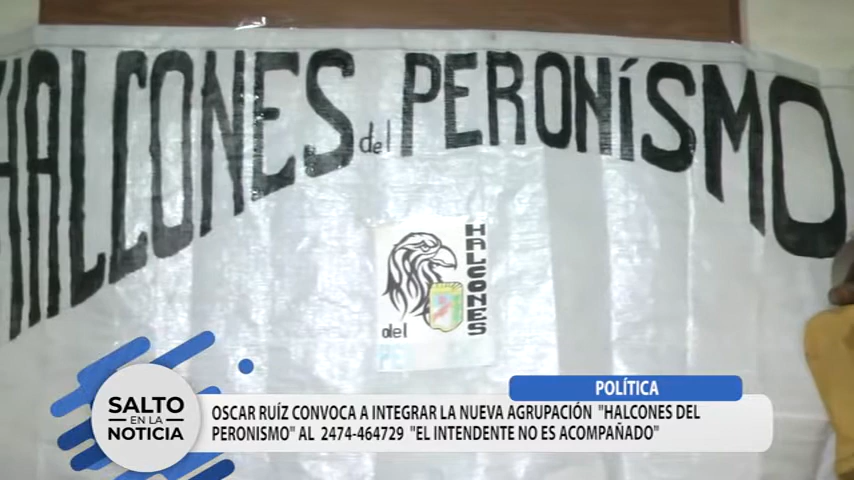 HALCONES del PERONÍSMO
HALCONES
del
POLÍTICA
SALTO
EN LA
NOTICIA
OSCAR RUÍZ CONVOCA A INTEGRAR LA NUEVA AGRUPACIÓN "HALCONES DEL
PERONISMO" AL 2474-464729 "EL INTENDENTE NO ES ACOMPAÑADO"